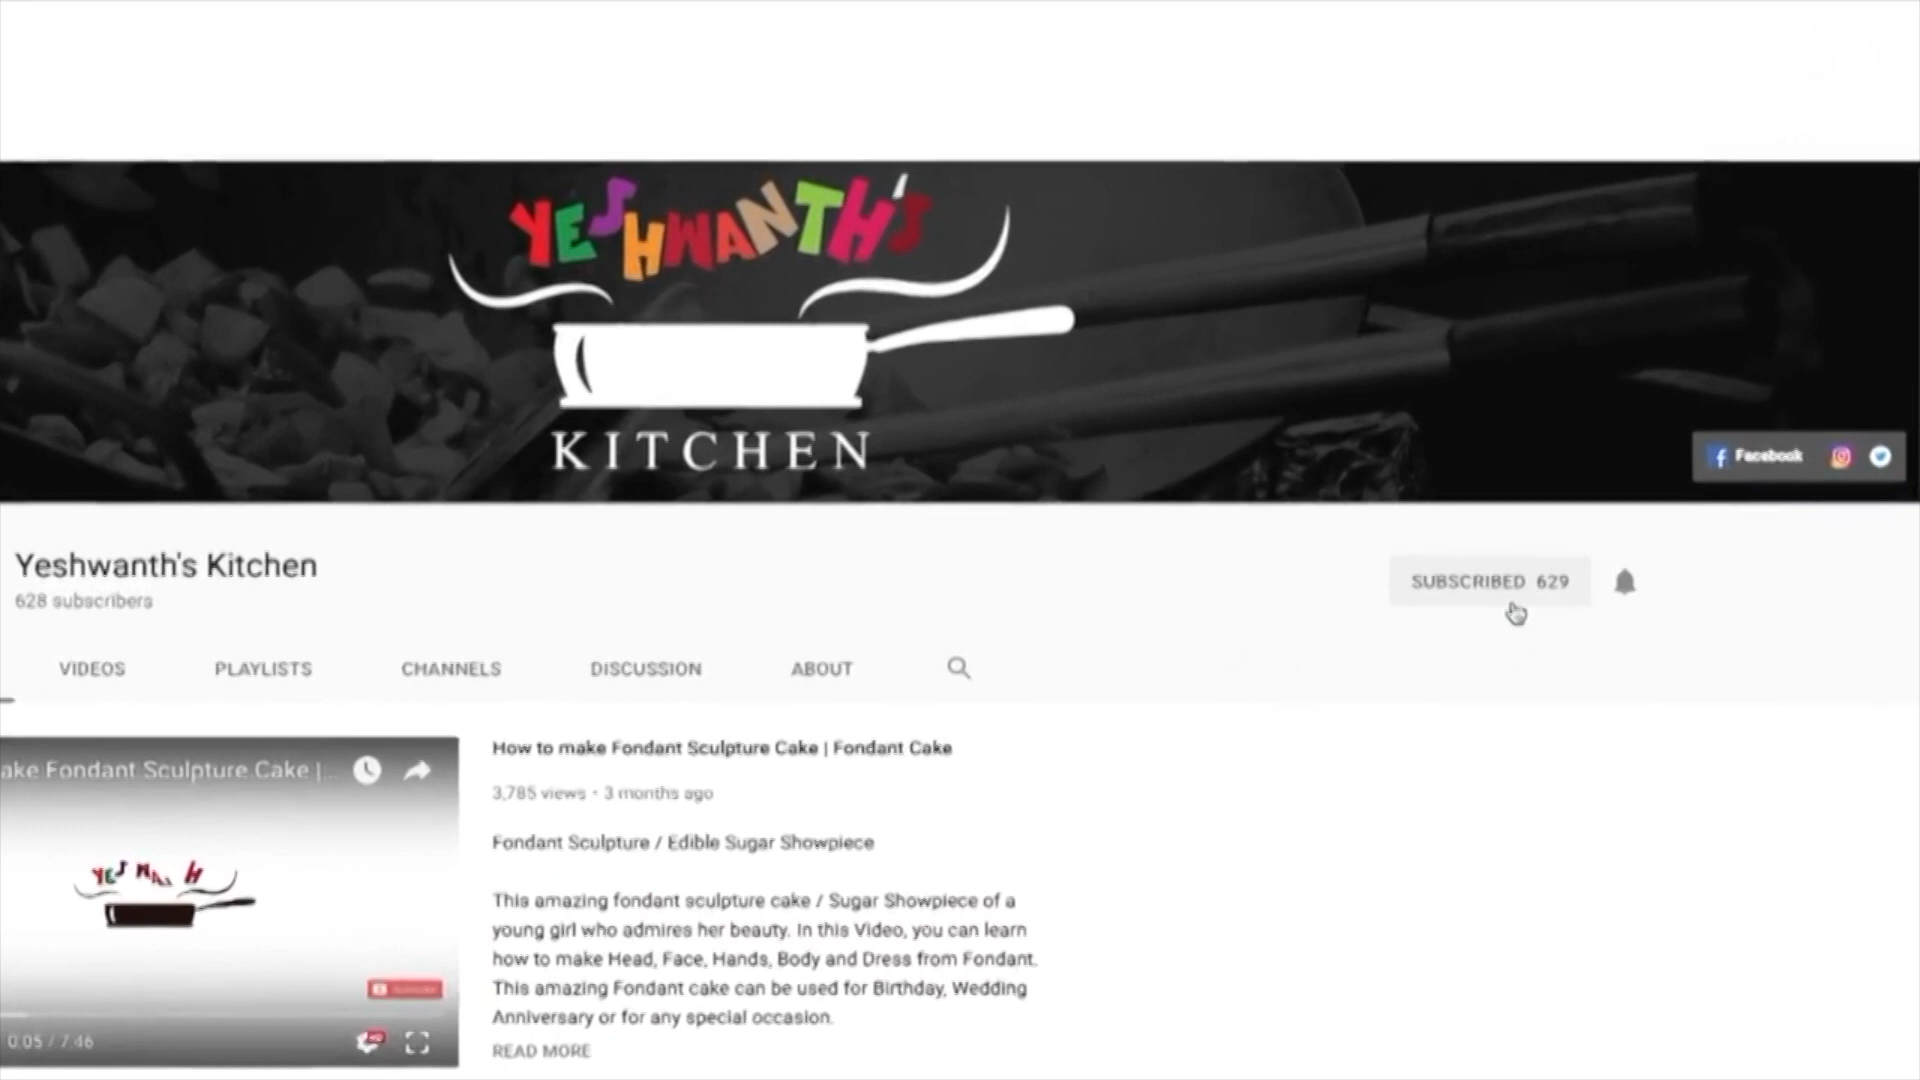 YESHWANTH'S
KITCHEN
Facebook
Yeshwanth's Kitchen
628 subscribers
SUBSCRIBED 629
VIDEOS PLAYLISTS CHANNELS DISCUSSION ABOUT
ake Fondant Sculpture Cake |...
YES WA H
0:05 / 7:46
HD
How to make Fondant Sculpture Cake | Fondant Cake
3,785 views • 3 months ago
Fondant Sculpture / Edible Sugar Showpiece
This amazing fondant sculpture cake / Sugar Showpiece of a
young girl who admires her beauty. In this Video, you can learn
how to make Head, Face, Hands, Body and Dress from Fondant.
This amazing Fondant cake can be used for Birthday, Wedding
Anniversary or for any special occasion.
READ MORE